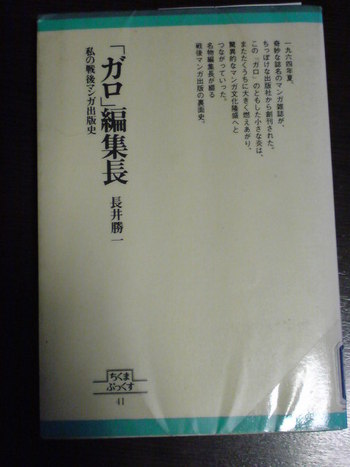 一九六四年夏、
奇妙な誌名のマンガ雑誌が、
ちっぽけな出版社から創刊された。
この「ガロ」のともした小さな炎は、
またたくうちに大きく燃えあがり、
驚異的なマンガ文化隆盛へと
つながっていった。
名物編集長が綴る
戦後マンガ出版の裏面史。
「ガロ」編集長
長井勝一
私の戦後マンガ出版史
ちくま
ぶっくす
41